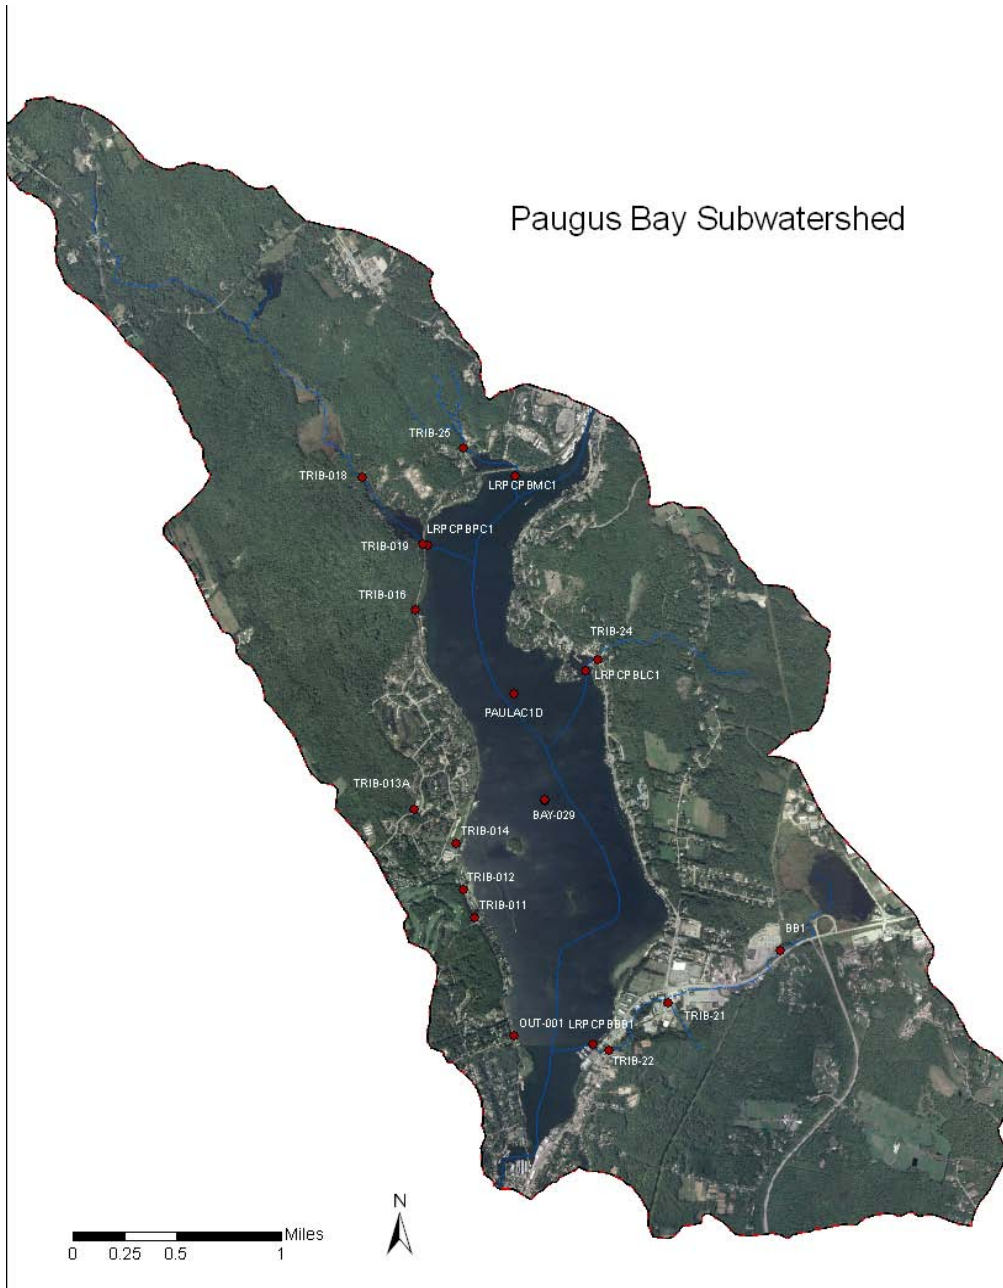 Paugus Bay Subwatershed
TRIB-25
TRIB-018
LRPCPBMC1
LRPCPBPC1
TRIB-019
TRIB-016
TRIB-24
LRPCPBLC1
PAULAC1D
TRIB-013A
BAY-029
TRIB-014
TRIB-012
TRIB-011
BB1
TRIB-21
OUT-001
LRPCPBBB1
TRIB-22
N
Miles
0 0.25 0.5 1